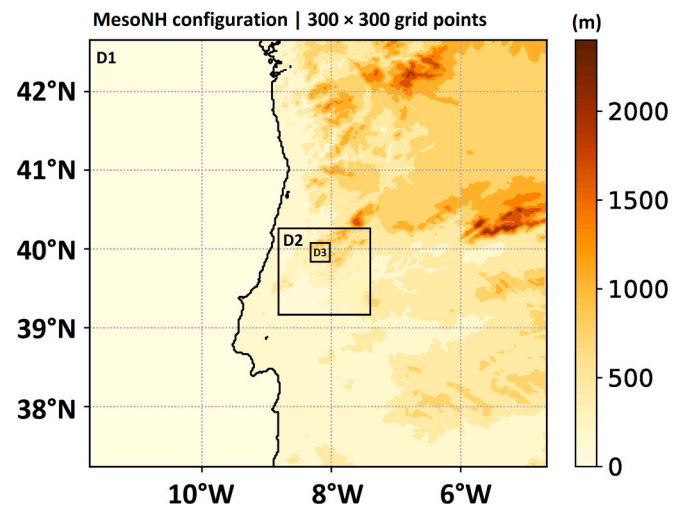 MesoNH configuration | 300 × 300 grid points
(m)
D1
42°N
41°N
40°N
39°N
38°N
D2
D3
10°W
8°W
6°W
2000
1500
1000
500
0